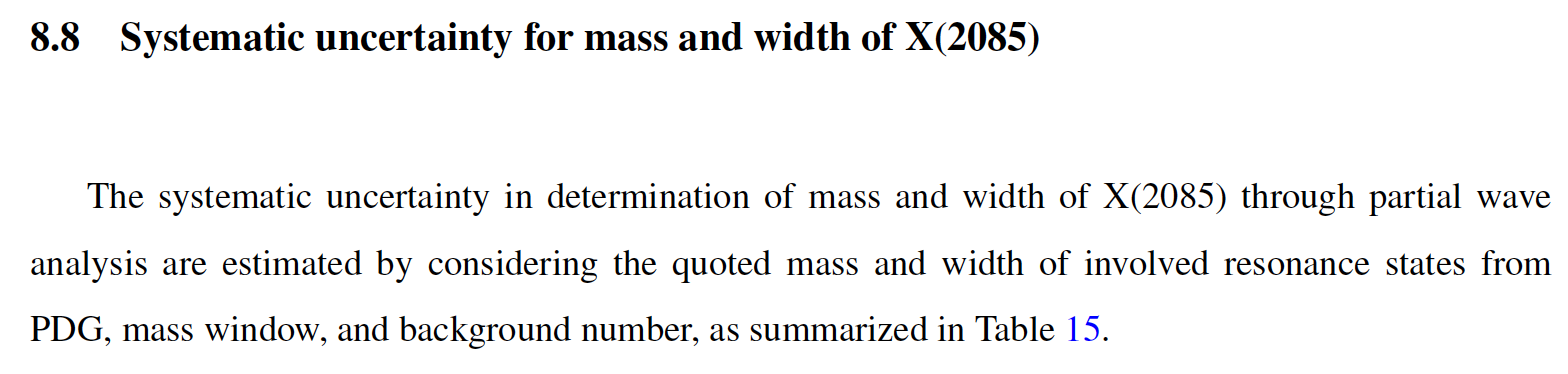 8.8 Systematic uncertainty for mass and width of X(2085)
The systematic uncertainty in determination of mass and width of X(2085) through partial wave
analysis are estimated by considering the quoted mass and width of involved resonance states from
PDG, mass window, and background number, as summarized in Table 15.